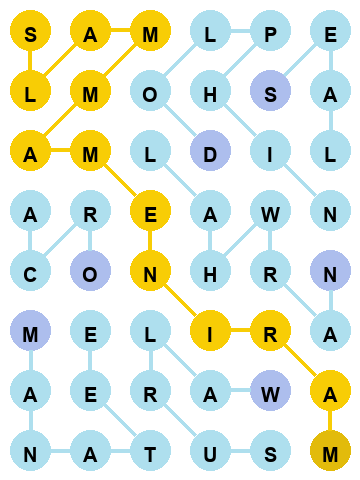 S A M L P E
L M O H S A
A M L D I L
A R E A W N
C O N H R N
M E L I R A
A E R A W A
N A T U S M